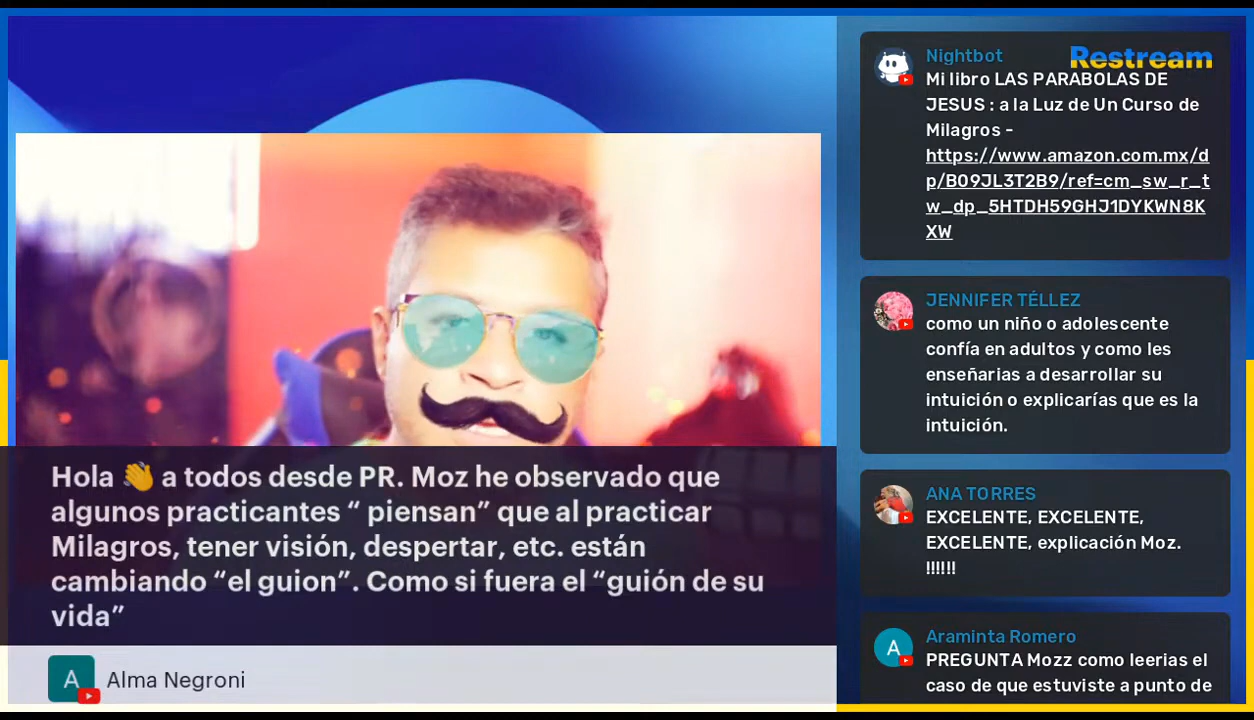 Hola 👋 a todos desde PR. Moz he observado que
algunos practicantes “ piensan” que al practicar
Milagros, tener visión, despertar, etc. están
cambiando “el guion”. Como si fuera el “guión de su
vida”
A
Alma Negroni
Restream
Nightbot
Mi libro LAS PARABOLAS DE
JESUS : a la Luz de Un Curso de
Milagros -
https://www.amazon.com.mx/d
p/B09JL3T2B9/ref=cm_sw_r_t
w_dp_5HTDH59GHJ1DYKWN8K
XW
JENNIFER TÉLLEZ
como un niño o adolescente
confía en adultos y como les
enseñarias a desarrollar su
intuición o explicarías que es la
intuición.
ANA TORRES
EXCELENTE, EXCELENTE,
EXCELENTE, explicación Moz.
!!!!!!
A
Araminta Romero
PREGUNTA Mozz como leerias el
caso de que estuviste a punto de